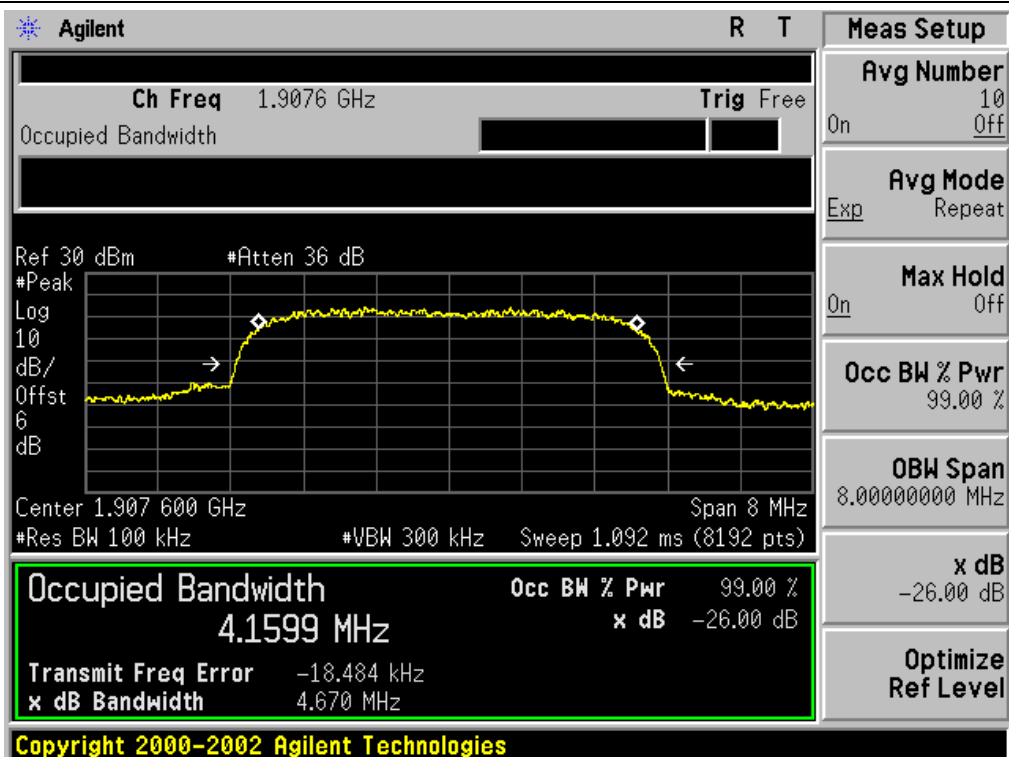 Agilent R T
Ch Freq 1.9076 GHz Trig Free
Occupied Bandwidth
Ref 30 dBm #Atten 36 dB
#Peak
Log
10
dB/
Offst
6
dB
Center 1.907 600 GHz Span 8 MHz
#Res BW 100 kHz #VBW 300 kHz Sweep 1.092 ms (8192 pts)
Occupied Bandwidth
4.1599 MHz
Occ BW % Pwr 99.00 %
x dB -26.00 dB
Transmit Freq Error -18.484 kHz
x dB Bandwidth 4.670 MHz
Copyright 2000-2002 Agilent Technologies
Meas Setup
Avg Number
10
On Off
Avg Mode
Exp Repeat
Max Hold
On Off
Occ BW % Pwr
99.00 %
OBW Span
8.00000000 MHz
x dB
-26.00 dB
Optimize
Ref Level